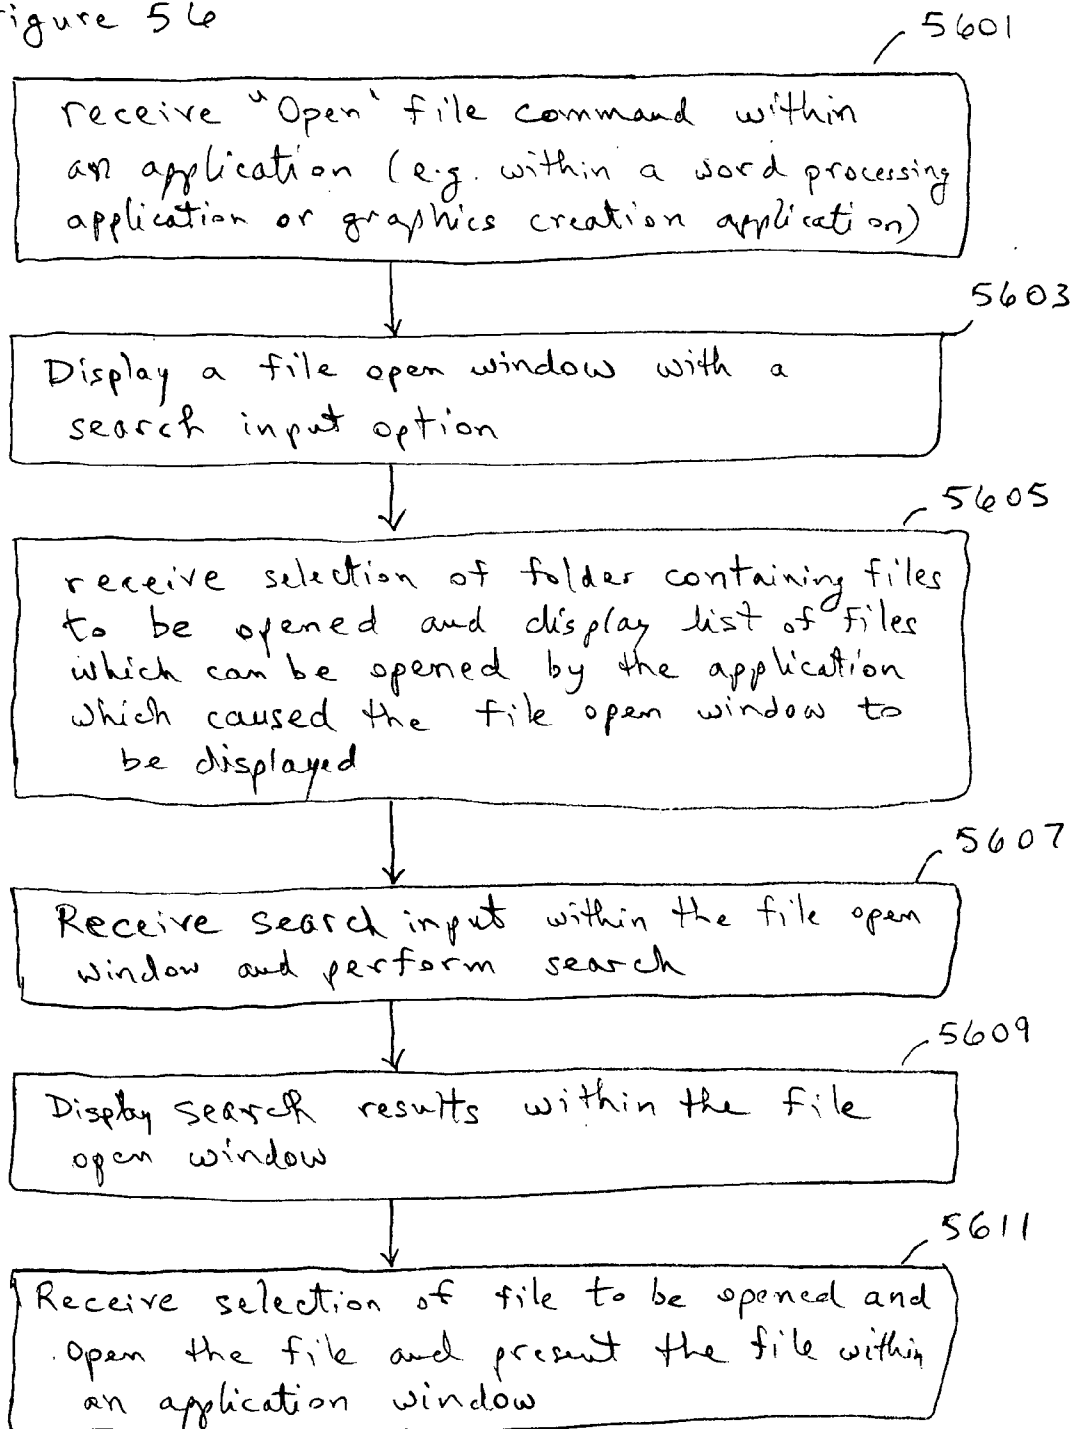 igure 56
5601
receive "Open" file command within
an application (e.g. within a word processing
application or graphics creation application)
5603
Display a file open window with a
search input option
5605
receive selection of folder containing files
to be opened and display list of files
which can be opened by the application
which caused the file open window to
be displayed
5607
Receive search input within the file open
window and perform search
5609
Display search results within the file
open window
5611
Receive selection of file to be opened and
open the file and present the file within
an application window